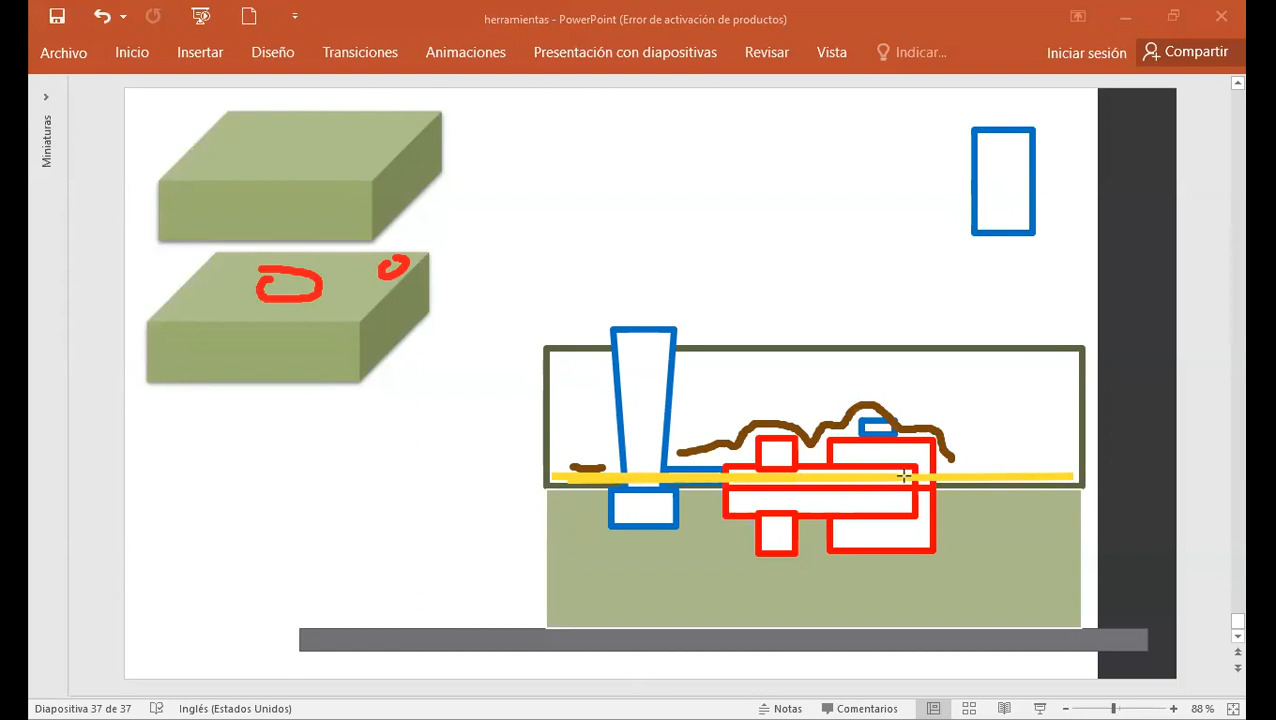 herramientas - PowerPoint (Error de activación de productos)
Archivo Inicio Insertar Diseño Transiciones Animaciones Presentación con diapositivas Revisar Vista Indicar... Iniciar sesión Compartir
Miniaturas
Diapositiva 37 de 37 Inglés (Estados Unidos) Notas Comentarios 88 %